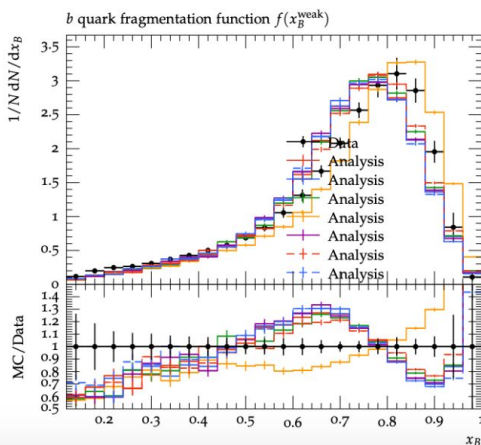 b quark fragmentation function f(x_B^weak)
1/N dN/dx_B
3.5
3
2.5
2
1.5
1
0.5
0
Data
Analysis
Analysis
Analysis
Analysis
Analysis
Analysis
Analysis
MC/Data
1.4
1.3
1.2
1.1
1
0.9
0.8
0.7
0.6
0.5
0.2 0.3 0.4 0.5 0.6 0.7 0.8 0.9 1
x_B